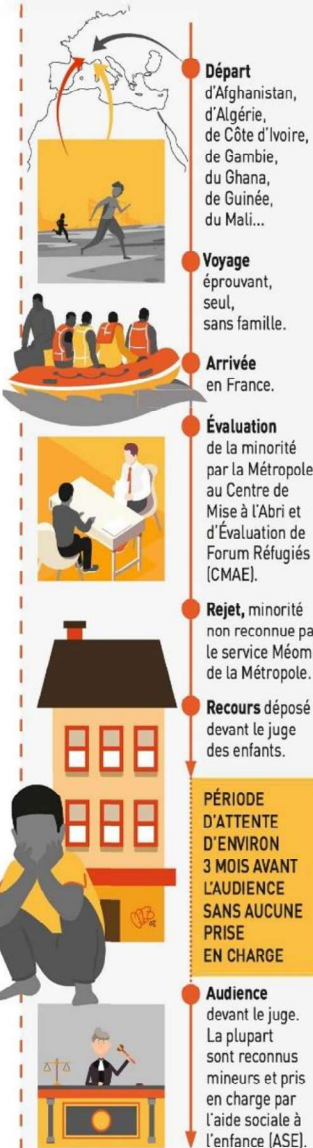 Départ
d'Afghanistan,
d'Algérie,
de Côte d'Ivoire,
de Gambie,
du Ghana,
de Guinée,
du Mali...
Voyage
éprouvant,
seul,
sans famille.
Arrivée
en France.
Évaluation
de la minorité
par la Métropole
au Centre de
Mise à l'Abri et
d'Évaluation de
Forum Réfugiés
(CMAE).
Rejet, minorité
non reconnue pa
le service Méom
de la Métropole.
Recours déposé
devant le juge
des enfants.
PÉRIODE
D'ATTENTE
D'ENVIRON
3 MOIS AVANT
L'AUDIENCE
SANS AUCUNE
PRISE
EN CHARGE
Audience
devant le juge.
La plupart
sont reconnus
mineurs et pris
en charge par
l'aide sociale à
l'enfance (ASE).